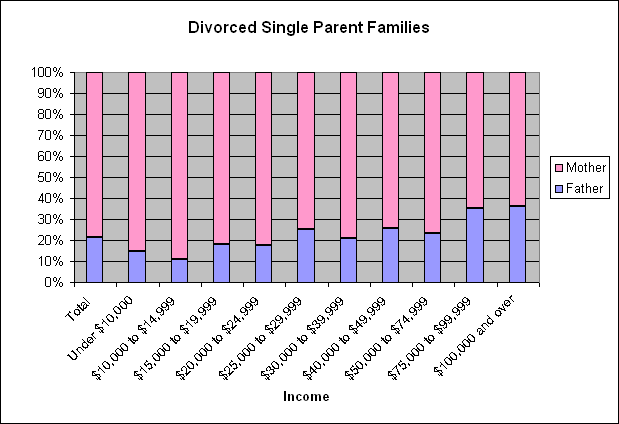 Divorced Single Parent Families
100%
90%
80%
70%
60%
50%
40%
30%
20%
10%
0%
Total
Under $10,000
$10,000 to $14,999
$15,000 to $19,999
$20,000 to $24,999
$25,000 to $29,999
$30,000 to $39,999
$40,000 to $49,999
$50,000 to $74,999
$75,000 to $99,999
$100,000 and over
Income
Mother
Father